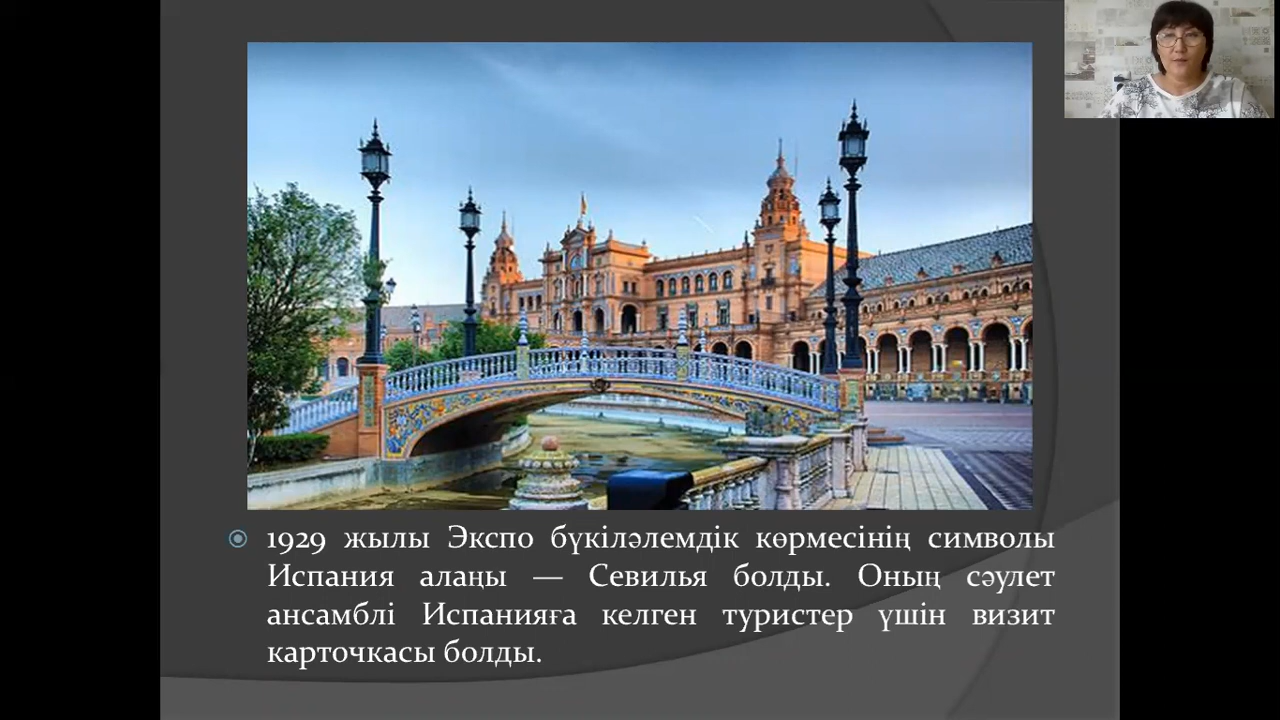 1929 жылы Экспо бүкіләлемдік көрмесінің символы
Испания алаңы — Севилья болды. Оның сәулет
ансамблі Испанияға келген туристер үшін визит
карточкасы болды.